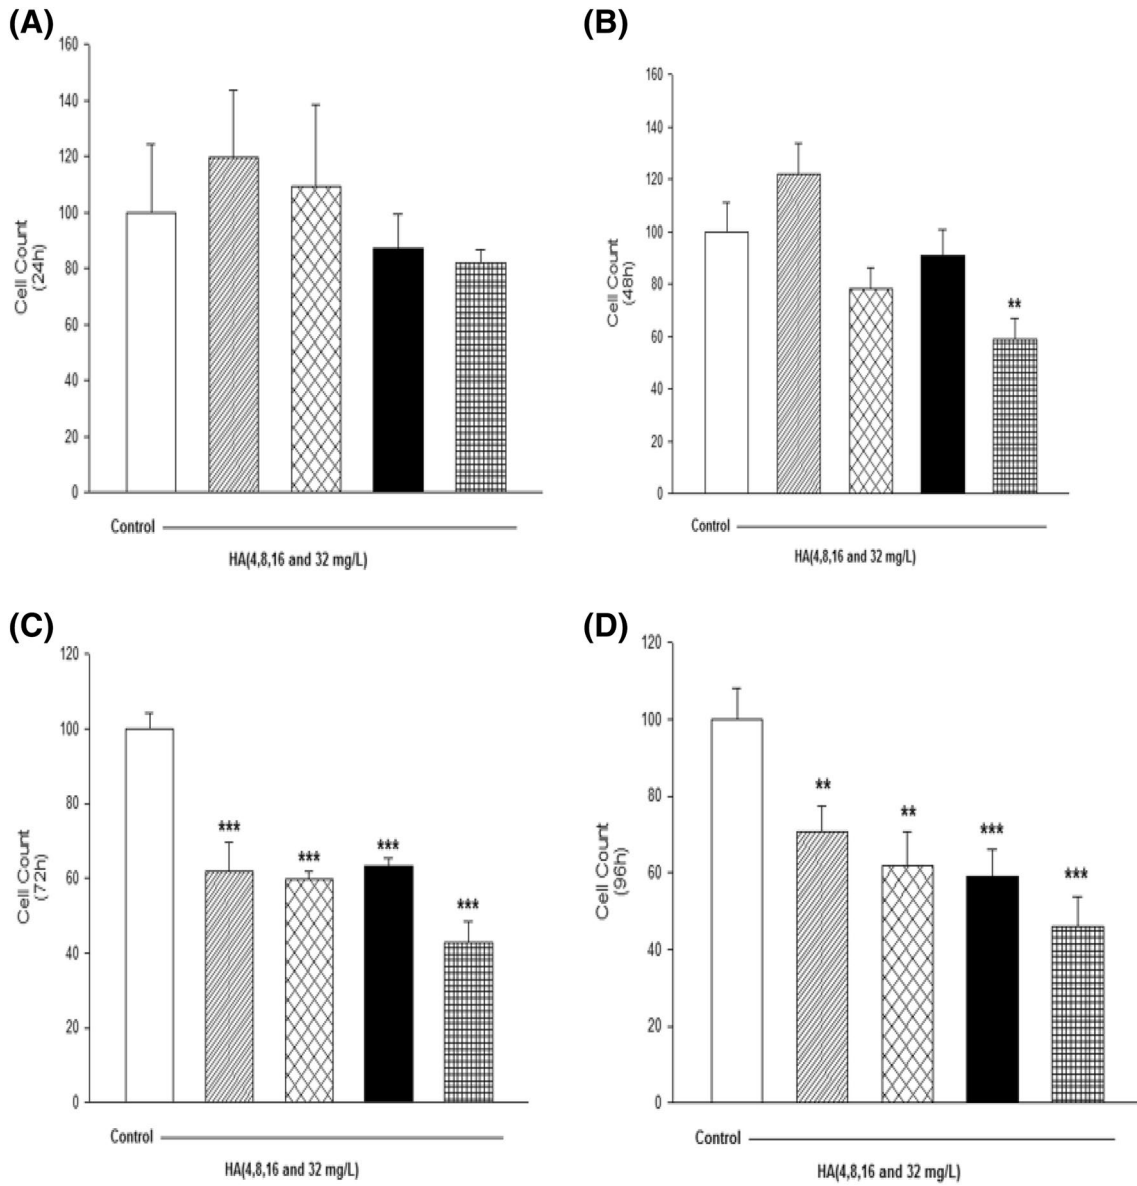 (A)
160
140
120
100
80
60
40
20
0
Cell Count
(24h)
Control
HA(4,8,16 and 32 mg/L)
(B)
160
140
120
100
80
60
40
20
0
Cell Count
(48h)
**
Control
HA(4,8,16 and 32 mg/L)
(C)
120
100
80
60
40
20
0
Cell Count
(72h)
***
***
***
***
Control
HA(4,8,16 and 32 mg/L)
(D)
120
100
80
60
40
20
0
Cell Count
(96h)
**
**
***
***
Control
HA(4,8,16 and 32 mg/L)